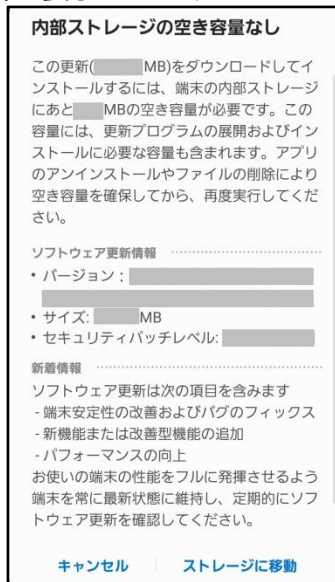 内部ストレージの空き容量なし
この更新( MB)をダウンロードしてイ
ンストールするには、端末の内部ストレージ
にあと MBの空き容量が必要です。この
容量には、更新プログラムの展開およびイン
ストールに必要な容量も含まれます。アプリ
のアンインストールやファイルの削除により
空き容量を確保してから、再度実行してくだ
さい。
ソフトウェア更新情報
• バージョン :
• サイズ: MB
• セキュリティパッチレベル:
新着情報
ソフトウェア更新は次の項目を含みます
- 端末安定性の改善およびバグのフィックス
- 新機能または改善型機能の追加
- パフォーマンスの向上
お使いの端末の性能をフルに発揮させるよう
端末を常に最新状態に維持し、定期的にソフ
トウェア更新を確認してください。
キャンセル ストレージに移動